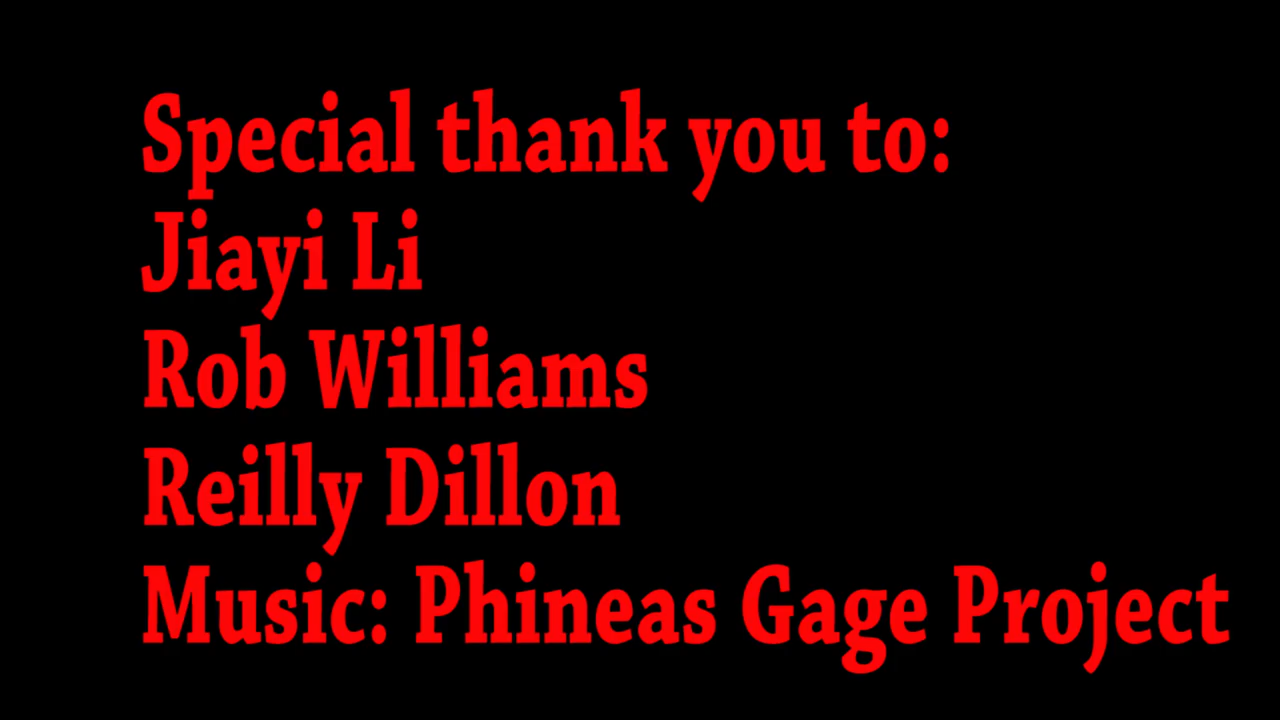 Special thank you to:
Jiayi Li
Rob Williams
Reilly Dillon
Music: Phineas Gage Project